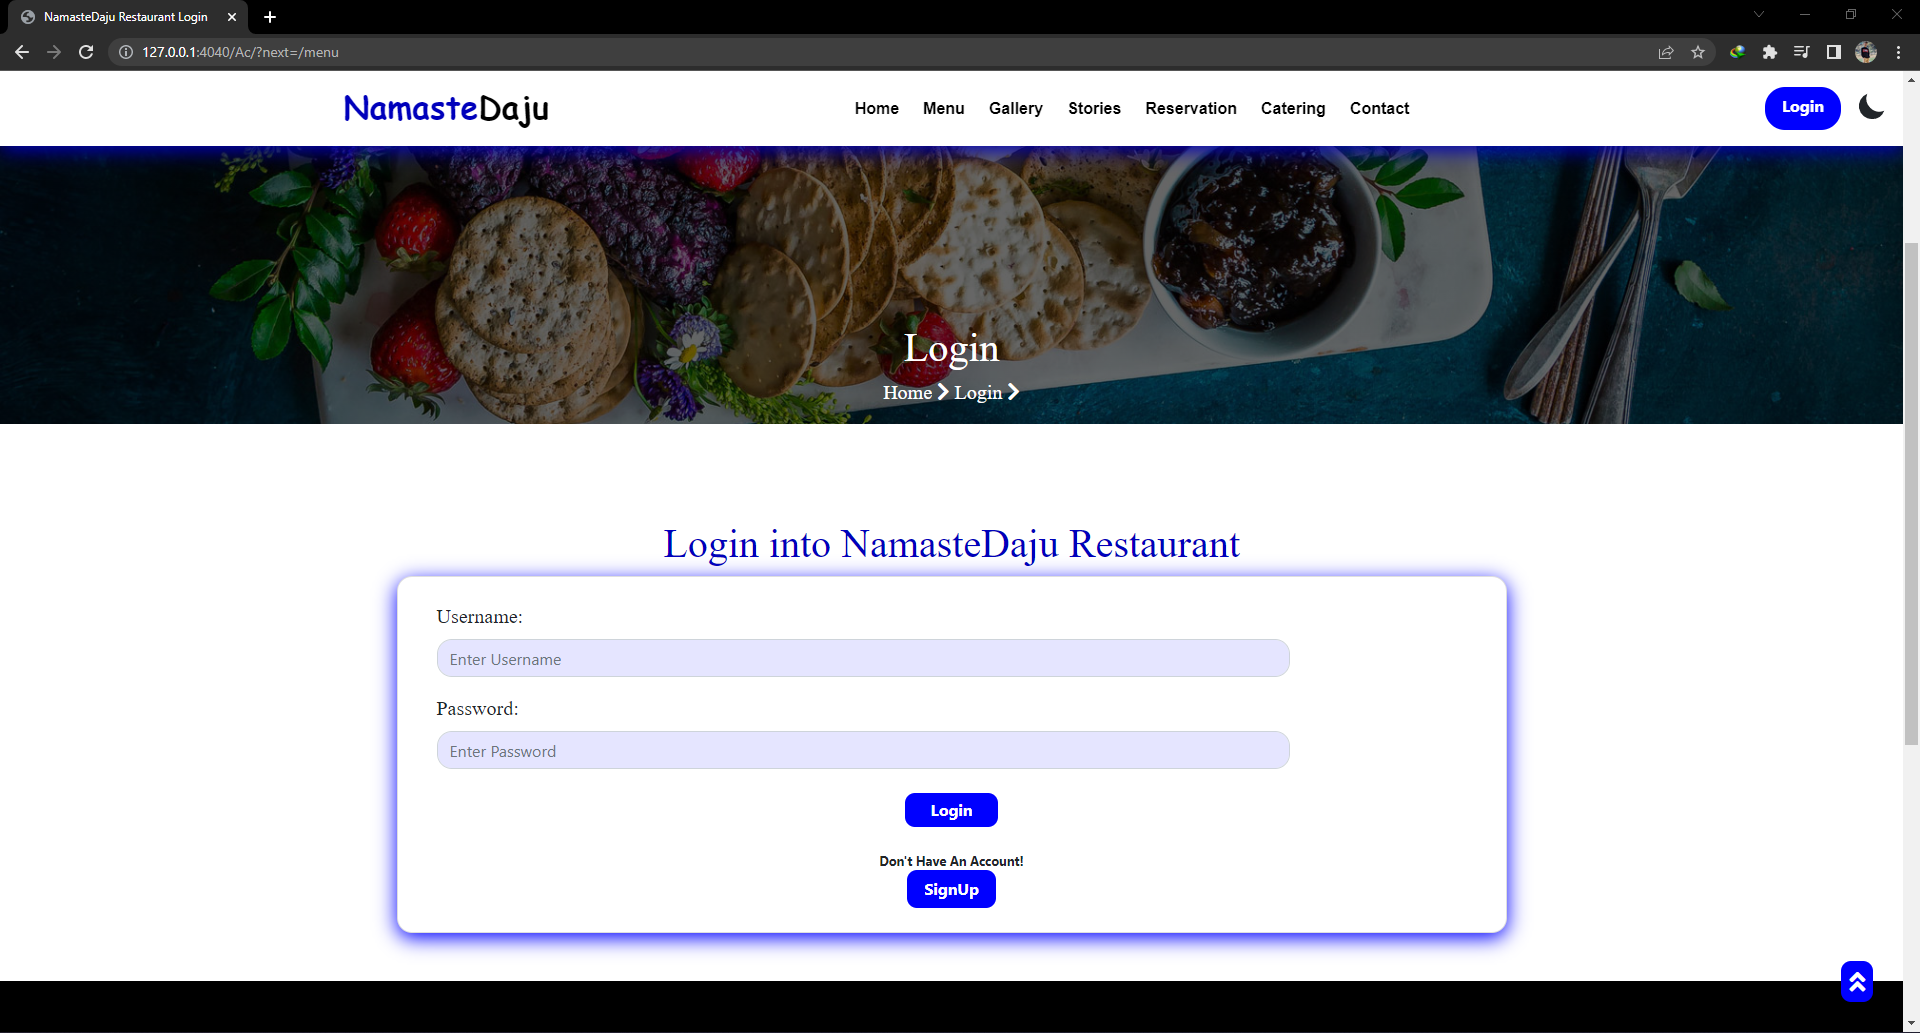 NamasteDaju Restaurant Login
127.0.0.1:4040/Ac/?next=/menu
NamasteDaju
Home Menu Gallery Stories Reservation Catering Contact
Login
Login
Home Login
Login into NamasteDaju Restaurant
Username:
Enter Username
Password:
Enter Password
Login
Don't Have An Account!
SignUp